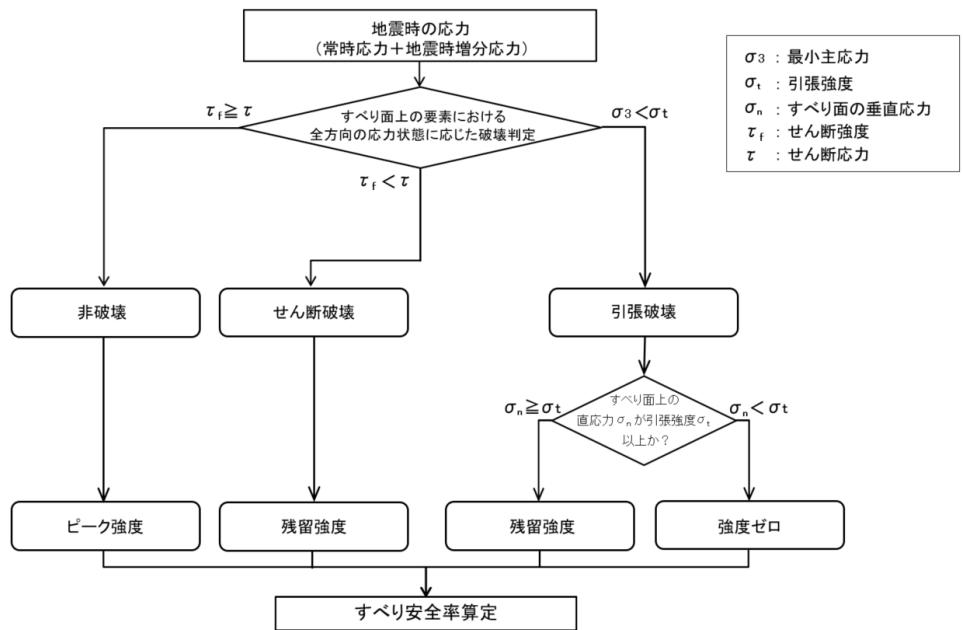 地震時の応力
（常時応力＋地震時増分応力）
σ3 ：最小主応力
σt ：引張強度
σn ：すべり面の垂直応力
τf ：せん断強度
τ ：せん断応力
τf≧τ
すべり面上の要素における
全方向の応力状態に応じた破壊判定
σ3＜σt
τf＜τ
非破壊
せん断破壊
引張破壊
σn≧σt
すべり面上の
直応力σnが引張強度σt
以上か？
σn＜σt
ピーク強度
残留強度
残留強度
強度ゼロ
すべり安全率算定